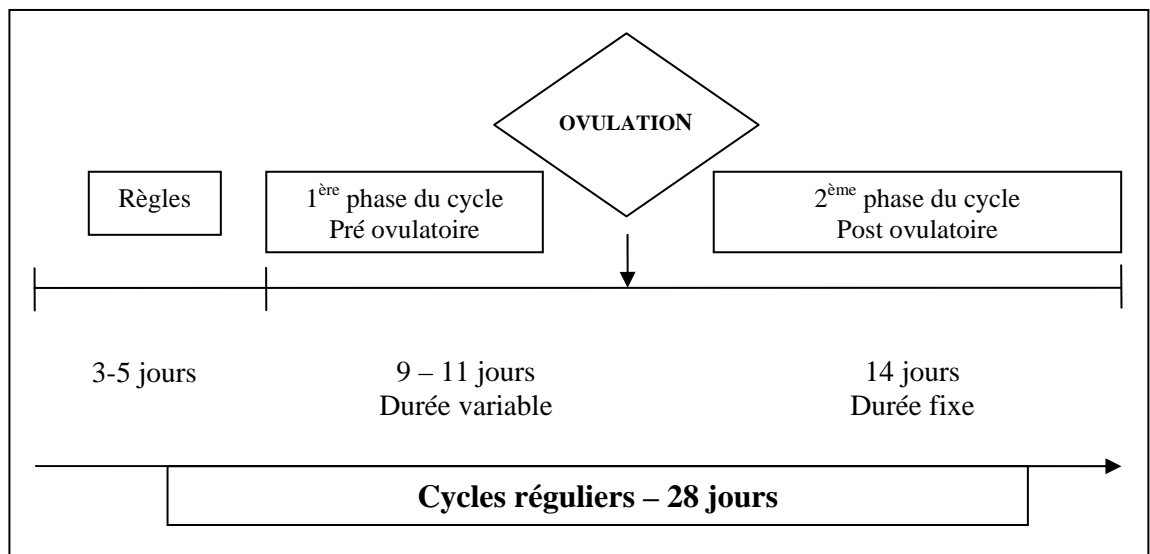 OVULATION
Règles
1ère phase du cycle
Pré ovulatoire
2ème phase du cycle
Post ovulatoire
3-5 jours
9 – 11 jours
Durée variable
14 jours
Durée fixe
Cycles réguliers – 28 jours